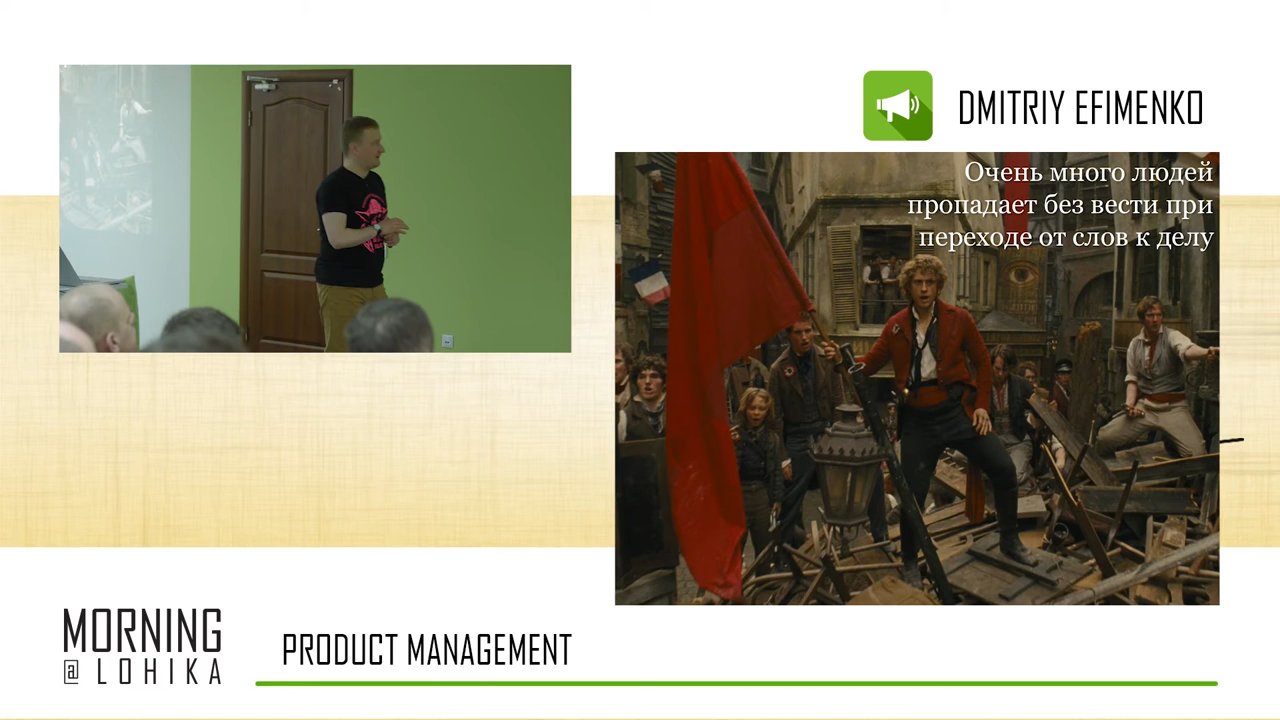 DMITRIY EFIMENKO
Очень много людей
пропадает без вести при
переходе от слов к делу
MORNING
@ LOHIKA
PRODUCT MANAGEMENT